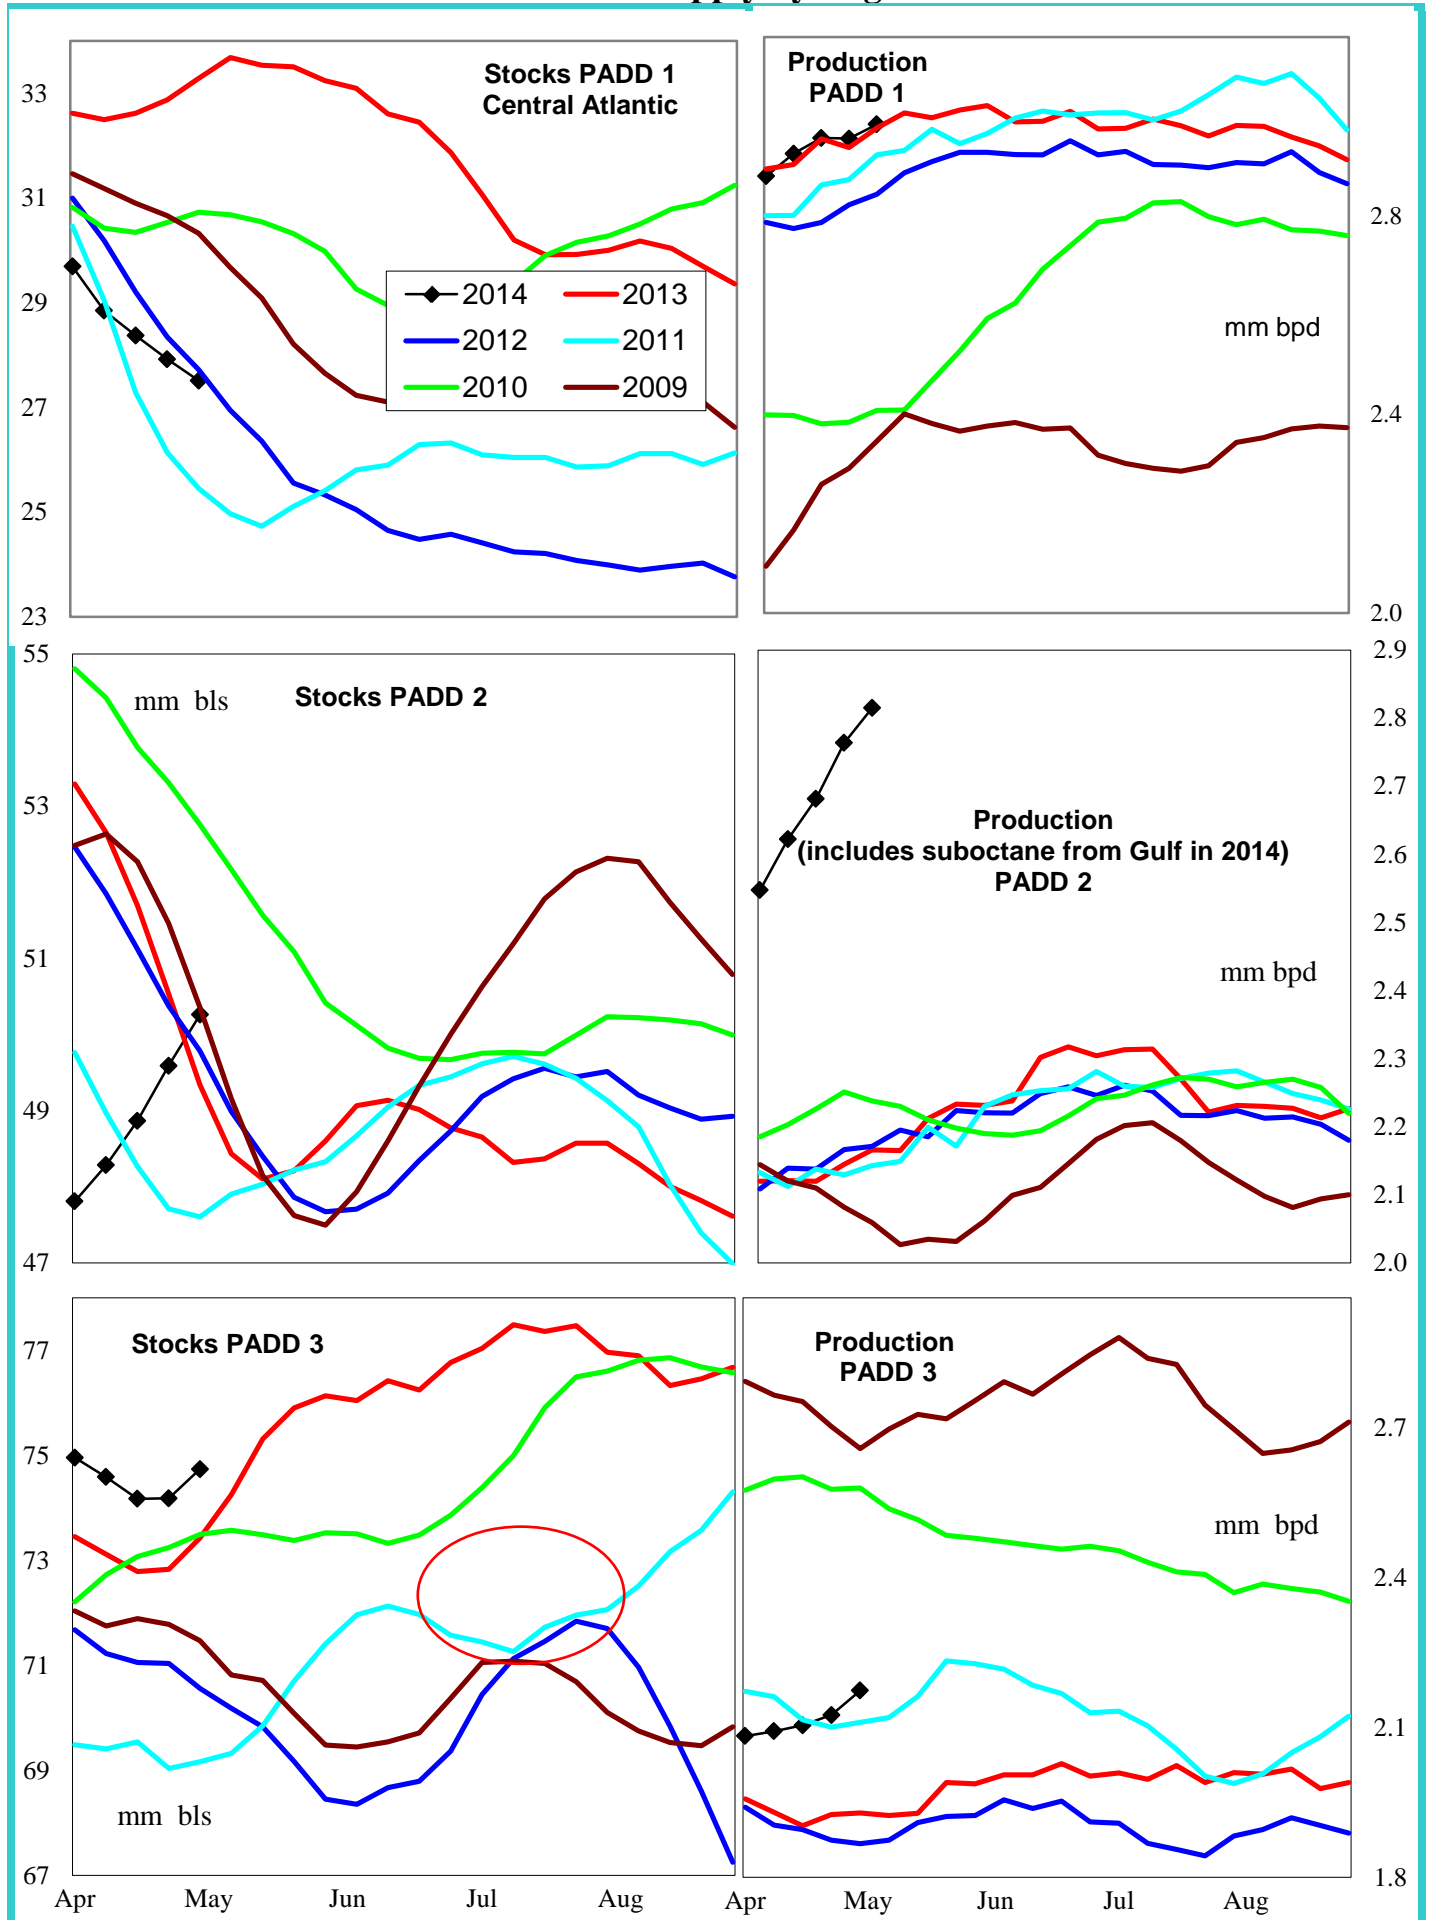 Stocks PADD 1
Central Atlantic
33
31
29
27
25
23
2014
2013
2012
2011
2010
2009
Production
PADD 1
mm bpd
2.8
2.4
2.0
55
53
51
49
47
mm bls
Stocks PADD 2
Production
(includes suboctane from Gulf in 2014)
PADD 2
mm bpd
2.9
2.8
2.7
2.6
2.5
2.4
2.3
2.2
2.1
2.0
Stocks PADD 3
77
75
73
71
69
67
mm bls
Apr May Jun Jul Aug
Production
PADD 3
mm bpd
2.7
2.4
2.1
1.8
Apr May Jun Jul Aug